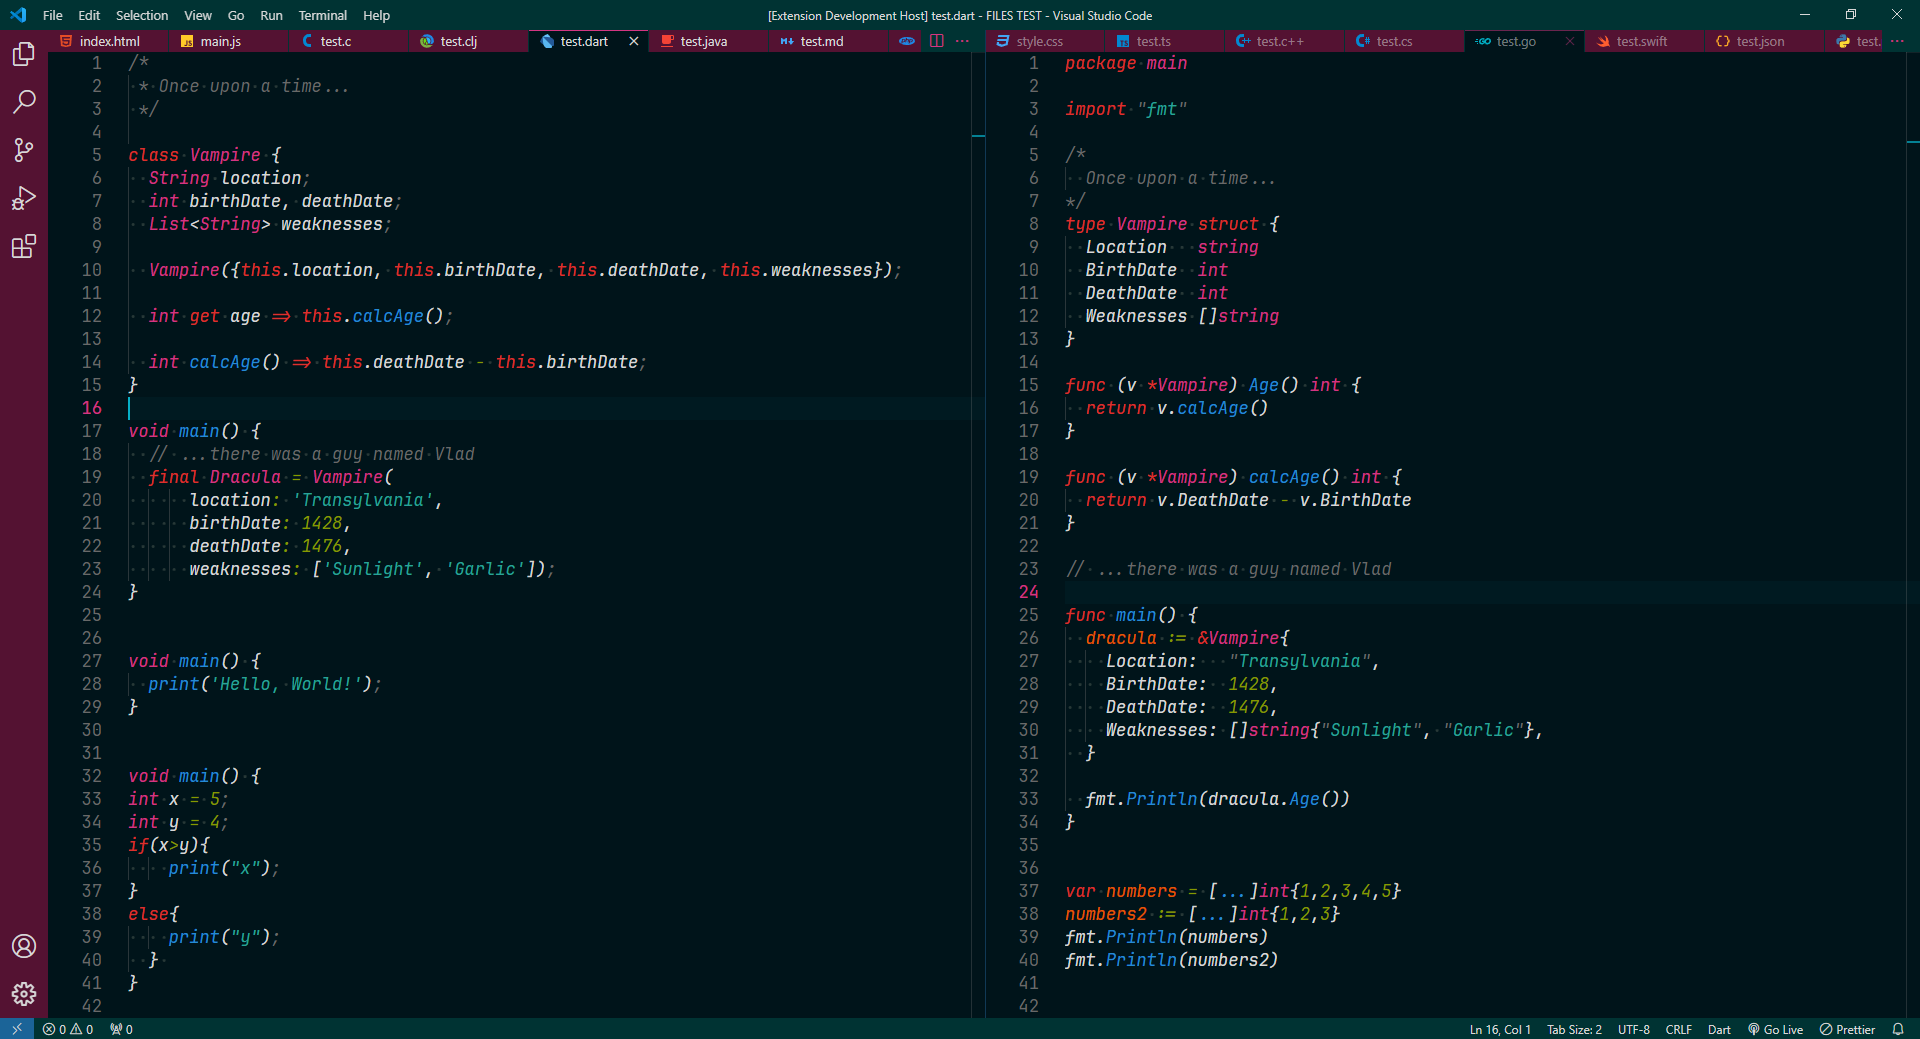 File Edit Selection View Go Run Terminal Help [Extension Development Host] test.dart - FILES TEST - Visual Studio Code
index.html main.js test.c test.clj test.dart test.java test.md
1 /*
2  * Once upon a time...
3  */
4
5 class Vampire {
6   String location;
7   int birthDate, deathDate;
8   List<String> weaknesses;
9
10   Vampire({this.location, this.birthDate, this.deathDate, this.weaknesses});
11
12   int get age => this.calcAge();
13
14   int calcAge() => this.deathDate - this.birthDate;
15 }
16
17 void main() {
18   // ...there was a guy named Vlad
19   final Dracula = Vampire(
20       location: 'Transylvania',
21       birthDate: 1428,
22       deathDate: 1476,
23       weaknesses: ['Sunlight', 'Garlic']);
24 }
25
26
27 void main() {
28   print('Hello, World!');
29 }
30
31
32 void main() {
33 int x = 5;
34 int y = 4;
35 if(x>y){
36     print("x");
37 }
38 else{
39     print("y");
40   }
41 }
42
style.css test.ts test.c++ test.cs test.go test.swift test.json test.
1 package main
2
3 import "fmt"
4
5 /*
6   Once upon a time...
7 */
8 type Vampire struct {
9   Location   string
10   BirthDate  int
11   DeathDate  int
12   Weaknesses []string
13 }
14
15 func (v *Vampire) Age() int {
16   return v.calcAge()
17 }
18
19 func (v *Vampire) calcAge() int {
20   return v.DeathDate - v.BirthDate
21 }
22
23 // ...there was a guy named Vlad
24
25 func main() {
26   dracula := &Vampire{
27     Location:   "Transylvania",
28     BirthDate:  1428,
29     DeathDate:  1476,
30     Weaknesses: []string{"Sunlight", "Garlic"},
31   }
32
33   fmt.Println(dracula.Age())
34 }
35
36
37 var numbers = [...]int{1,2,3,4,5}
38 numbers2 := [...]int{1,2,3}
39 fmt.Println(numbers)
40 fmt.Println(numbers2)
41
42
0 0 0 Ln 16, Col 1 Tab Size: 2 UTF-8 CRLF Dart Go Live Prettier